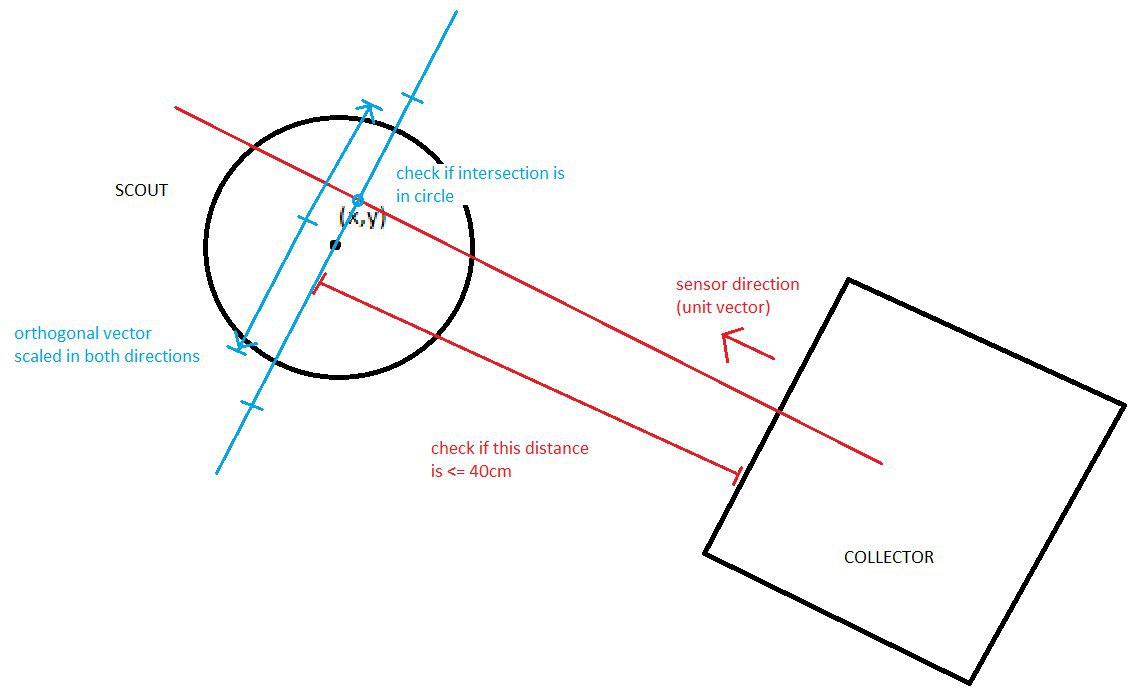 check if intersection is
in circle
SCOUT
(x,y)
sensor direction
(unit vector)
orthogonal vector
scaled in both directions
check if this distance
is <= 40cm
COLLECTOR